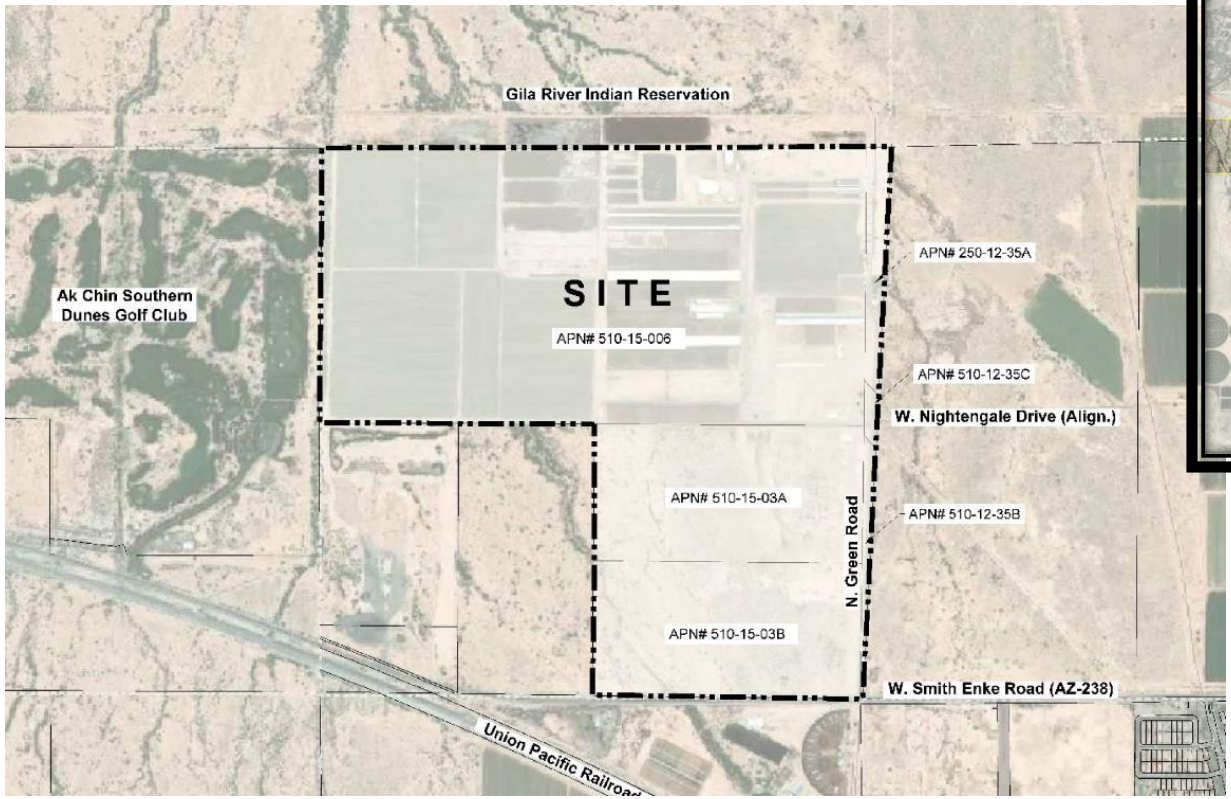 Gila River Indian Reservation
APN# 250-12-35A
SITE
Ak Chin Southern
Dunes Golf Club
APN# 510-15-006
APN# 510-12-35C
W. Nightengale Drive (Align.)
APN# 510-15-03A
APN# 510-12-35B
N. Green Road
APN# 510-15-03B
W. Smith Enke Road (AZ-238)
Union Pacific Railroad